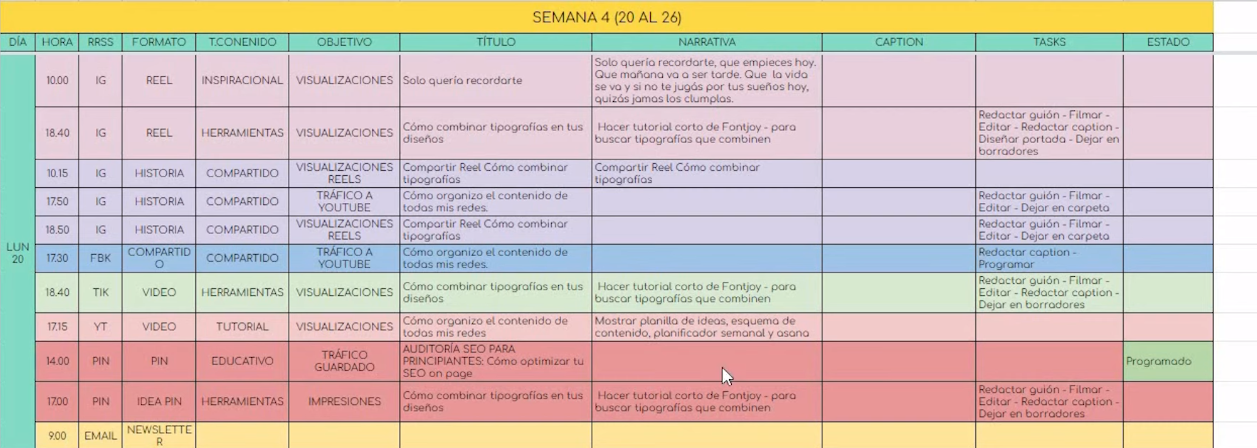 SEMANA 4 (20 AL 26)
DÍA HORA RRSS FORMATO T.CONENIDO OBJETIVO TÍTULO NARRATIVA CAPTION TASKS ESTADO
LUN
20
10.00 IG REEL INSPIRACIONAL VISUALIZACIONES Solo quería recordarte
Solo quería recordarte, que empieces hoy.
Que mañana va a ser tarde. Que la vida
se va y si no te jugás por tus sueños hoy,
quizás jamas los clumplas.
18.40 IG REEL HERRAMIENTAS VISUALIZACIONES
Cómo combinar tipografías en tus
diseños
Hacer tutorial corto de Fontjoy - para
buscar tipografías que combinen
Redactar guión - Filmar -
Editar - Redactar caption -
Diseñar portada - Dejar en
borradores
10.15 IG HISTORIA COMPARTIDO
VISUALIZACIONES
REELS
Compartir Reel Cómo combinar
tipografías
Compartir Reel Cómo combinar
tipografías
17.50 IG HISTORIA COMPARTIDO
TRÁFICO A
YOUTUBE
Cómo organizo el contenido de
todas mis redes.
Redactar guión - Filmar -
Editar - Dejar en carpeta
18.50 IG HISTORIA COMPARTIDO
VISUALIZACIONES
REELS
Compartir Reel Cómo combinar
tipografías
Redactar guión - Filmar -
Editar - Dejar en carpeta
17.30 FBK
COMPARTID
O
COMPARTIDO
TRÁFICO A
YOUTUBE
Cómo organizo el contenido de
todas mis redes.
Redactar caption -
Programar
18.40 TIK VIDEO HERRAMIENTAS VISUALIZACIONES
Cómo combinar tipografías en tus
diseños
Hacer tutorial corto de Fontjoy - para
buscar tipografías que combinen
Redactar guión - Filmar -
Editar - Redactar caption -
Dejar en borradores
17.15 YT VIDEO TUTORIAL VISUALIZACIONES
Cómo organizo el contenido de
todas mis redes
Mostrar planilla de ideas, esquema de
contenido, planificador semanal y asana
14.00 PIN PIN EDUCATIVO
TRÁFICO
GUARDADO
AUDITORÍA SEO PARA
PRINCIPIANTES: Cómo optimizar tu
SEO on page
Programado
17.00 PIN IDEA PIN HERRAMIENTAS IMPRESIONES
Cómo combinar tipografías en tus
diseños
Hacer tutorial corto de Fontjoy - para
buscar tipografías que combinen
Redactar guión - Filmar -
Editar - Redactar caption -
Dejar en borradores
9.00 EMAIL
NEWSLETTE
R